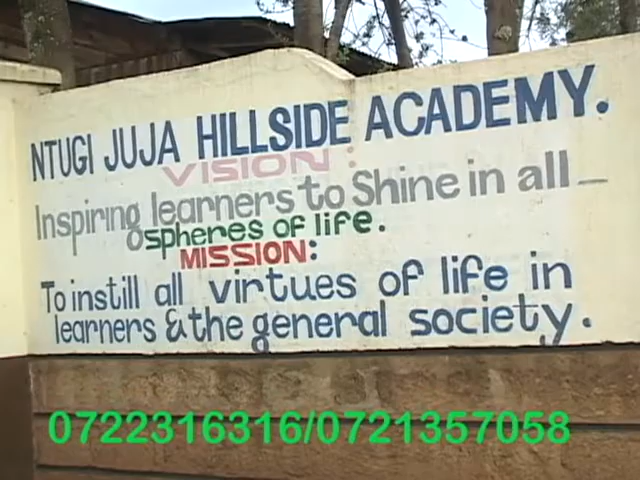 NTUGI JUJA HILLSIDE ACADEMY.
VISION:
Inspiring learners to Shine in all
spheres of life.
MISSION:
To instill all virtues of life in
learners & the general society.
0722316316/0721357058